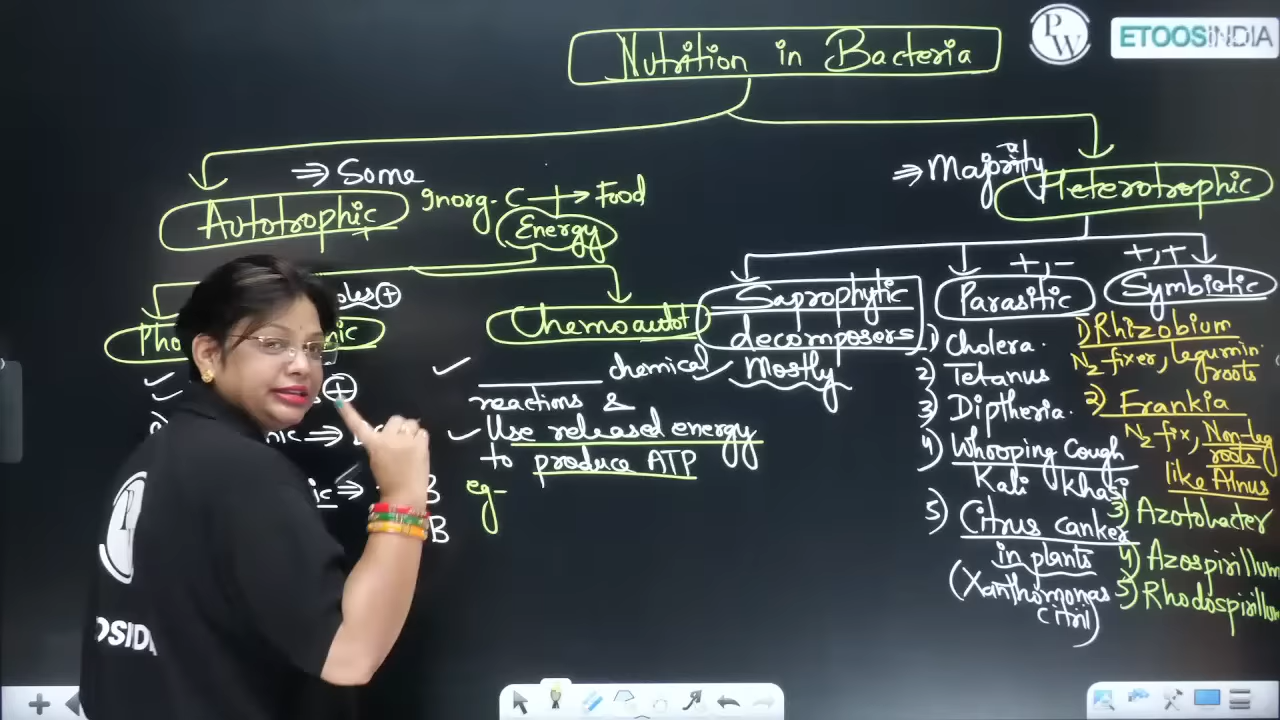 Nutrition in Bacteria
PW
ETOOSINDIA
⇒ Some
Autotrophic
Inorg. C → Food
Energy
⇒ Majority
Heterotrophic
Chemoautot
chemical
reactions &
Use released energy
to produce ATP
eg-
B
B
Saprophytic
decomposers
Mostly
+, -
Parasitic
1) Cholera.
2) Tetanus
3) Diptheria.
4) Whooping Cough
Kali Khasi
5) Citrus canker
in plants
(Xanthomonas
citri)
+, +
Symbiotic
1) Rhizobium
N2 fixer, legumin.
roots
2) Frankia
N2-fix, Non-leg
roots
like Alnus
3) Azotobacter
4) Azospirillum
5) Rhodospirillum